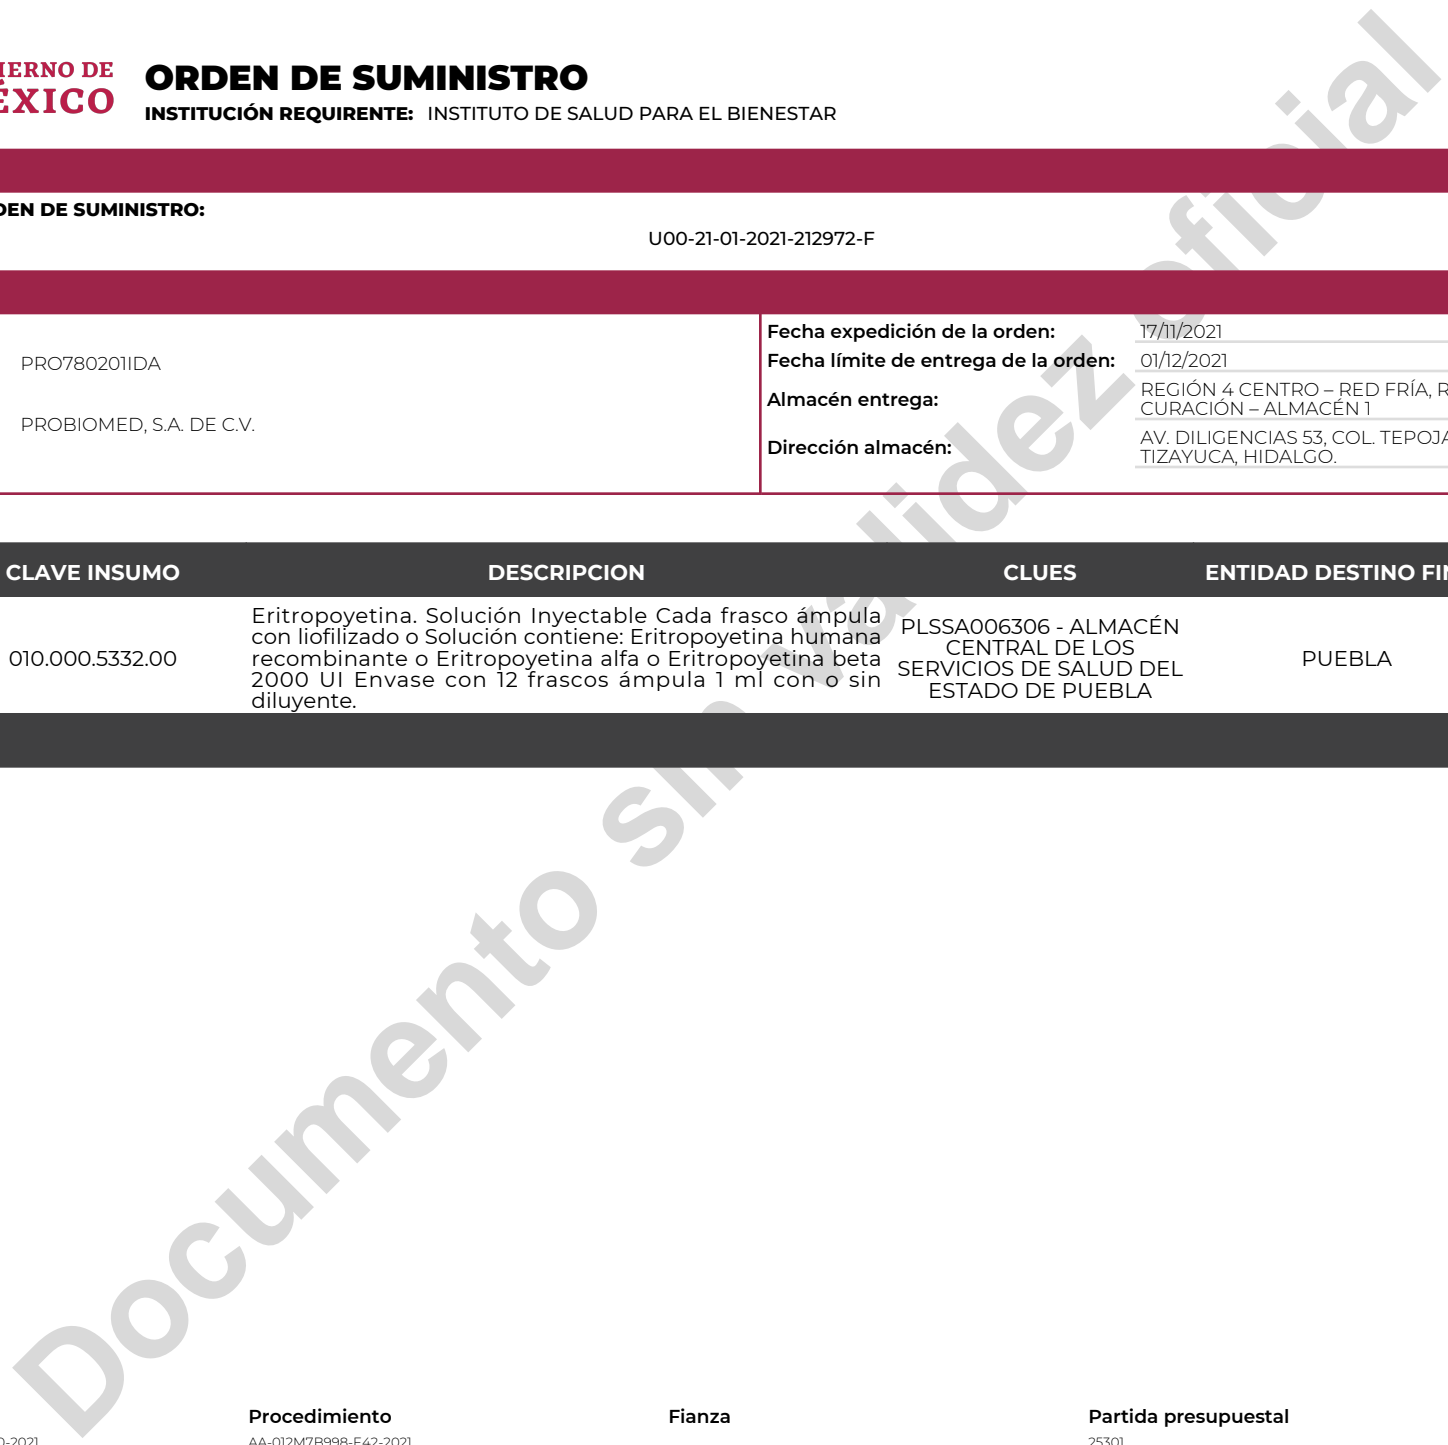 ORDEN DE SUMINISTRO
INSTITUCIÓN REQUIRENTE: INSTITUTO DE SALUD PARA EL BIENESTAR
DE SUMINISTRO:
U00-21-01-2021-212972-F
PRO780201IDA
PROBIOMED, S.A. DE C.V.
Fecha expedición de la orden: 17/11/2021
Fecha límite de entrega de la orden: 01/12/2021
Almacén entrega: REGIÓN 4 CENTRO – RED FRÍA,
CURACIÓN – ALMACÉN 1
Dirección almacén: AV. DILIGENCIAS 53, COL.
TIZAYUCA, HIDALGO.
CLAVE INSUMO DESCRIPCION CLUES ENTIDAD DESTINO
010.000.5332.00
Eritropoyetina. Solución Inyectable Cada frasco ámpula
con liofilizado o Solución contiene: Eritropoyetina humana
recombinante o Eritropoyetina alfa o Eritropoyetina beta
2000 UI Envase con 12 frascos ámpula 1 ml con o sin
diluyente.
PLSSA006306 - ALMACÉN
CENTRAL DE LOS
SERVICIOS DE SALUD DEL
ESTADO DE PUEBLA
PUEBLA
Documento sin validez oficial
Procedimiento Fianza Partida presupuestal
AA-012M7B998-E42-2021
25301